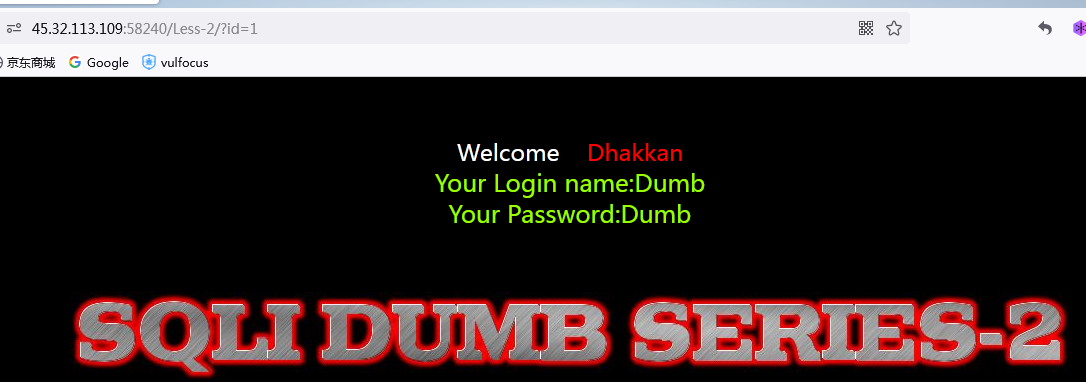 45.32.113.109:58240/Less-2/?id=1
京东商城 Google vulfocus
Welcome Dhakkan
Your Login name:Dumb
Your Password:Dumb
SQLI DUMB SERIES-2